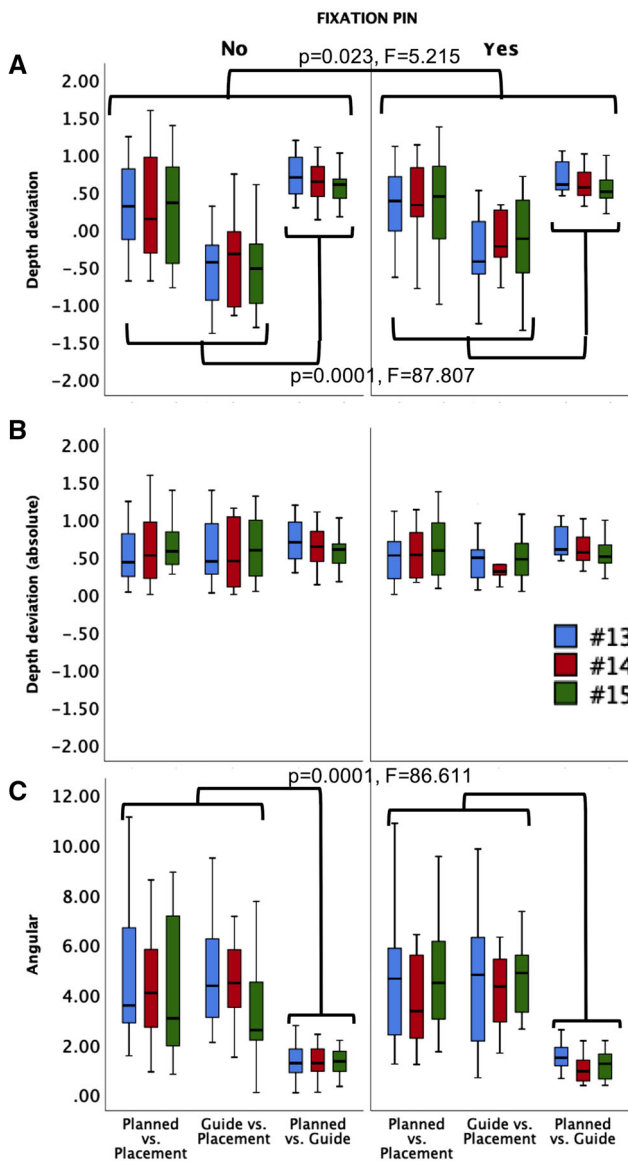 FIXATION PIN
No
Yes
p=0.023, F=5.215
A
2.00
1.50
1.00
.50
.00
−0.50
−1.00
−1.50
−2.00
Depth deviation
p=0.0001, F=87.807
B
2.00
1.50
1.00
.50
.00
−.50
−1.00
−1.50
−2.00
Depth deviation (absolute)
#13
#14
#15
p=0.0001, F=86.611
C
12.00
10.00
8.00
6.00
4.00
2.00
.00
Angular
Planned
vs.
Placement
Guide vs.
Placement
Planned
vs. Guide
Planned
vs.
Placement
Guide vs.
Placement
Planned
vs. Guide